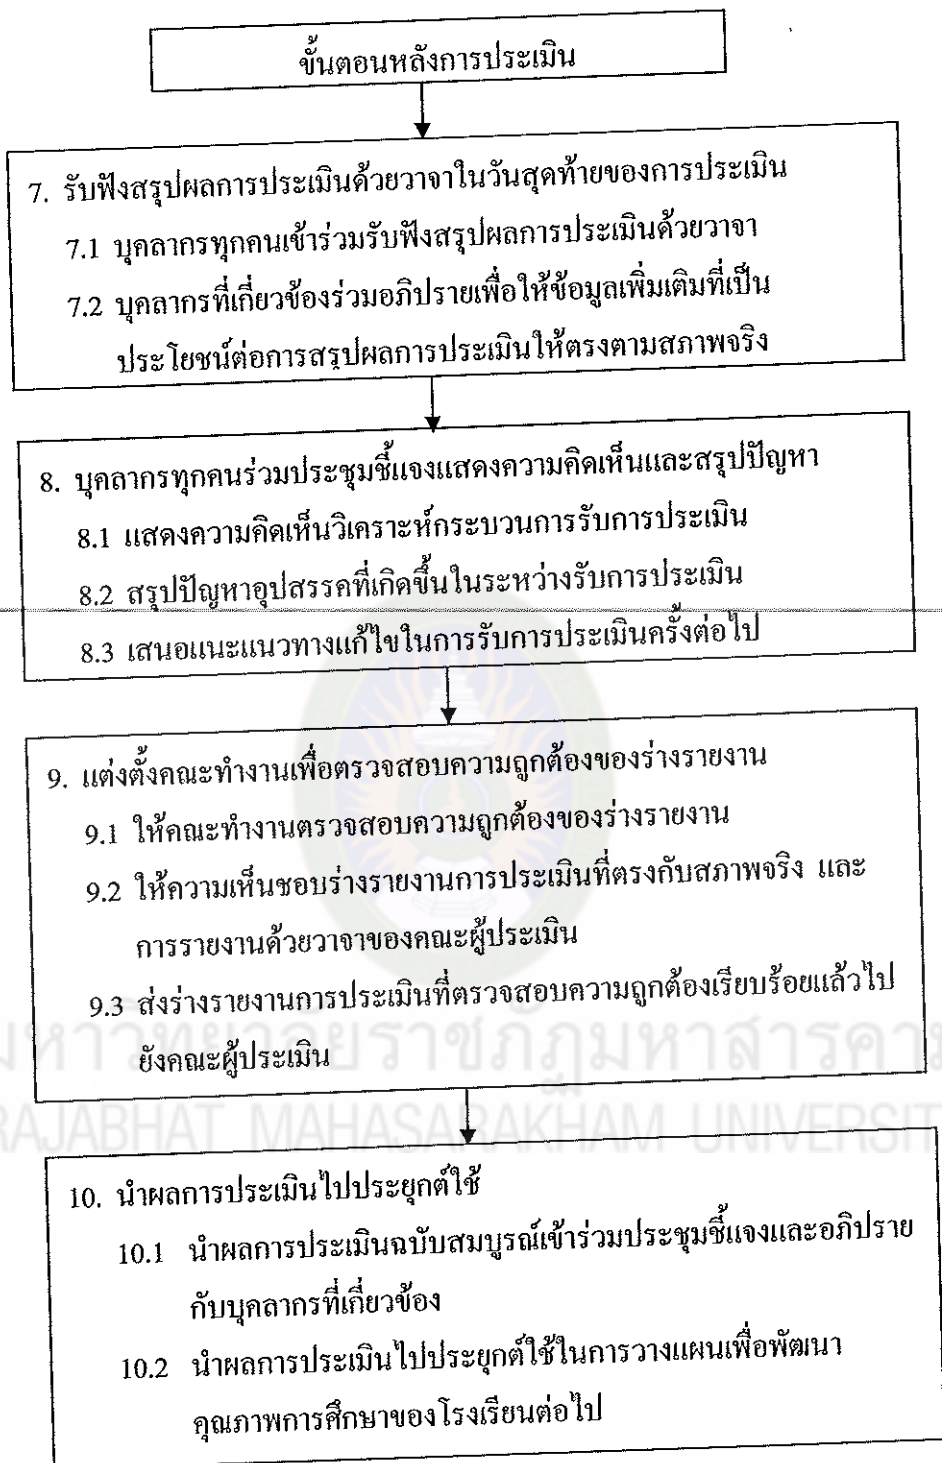 ขั้นตอนหลังการประเมิน
7. รับฟังสรุปผลการประเมินด้วยวาจาในวันสุดท้ายของการประเมิน
7.1 บุคลากรทุกคนเข้าร่วมรับฟังสรุปผลการประเมินด้วยวาจา
7.2 บุคลากรที่เกี่ยวข้องร่วมอภิปรายเพื่อให้ข้อมูลเพิ่มเติมที่เป็น
ประโยชน์ต่อการสรุปผลการประเมินให้ตรงตามสภาพจริง
8. บุคลากรทุกคนร่วมประชุมชี้แจงแสดงความคิดเห็นและสรุปปัญหา
8.1 แสดงความคิดเห็นวิเคราะห์กระบวนการรับการประเมิน
8.2 สรุปปัญหาอุปสรรคที่เกิดขึ้นในระหว่างรับการประเมิน
8.3 เสนอแนะแนวทางแก้ไขในการรับการประเมินครั้งต่อไป
9. แต่งตั้งคณะทำงานเพื่อตรวจสอบความถูกต้องของร่างรายงาน
9.1 ให้คณะทำงานตรวจสอบความถูกต้องของร่างรายงาน
9.2 ให้ความเห็นชอบร่างรายงานการประเมินที่ตรงกับสภาพจริง และ
การรายงานด้วยวาจาของคณะผู้ประเมิน
9.3 ส่งร่างรายงานการประเมินที่ตรวจสอบความถูกต้องเรียบร้อยแล้วไป
ยังคณะผู้ประเมิน
มหาวิทยาลัยราชภัฏมหาสารคาม
RAJABHAT MAHASARAKHAM UNIVERSIT
10. นำผลการประเมินไปประยุกต์ใช้
10.1 นำผลการประเมินฉบับสมบูรณ์เข้าร่วมประชุมชี้แจงและอภิปราย
กับบุคลากรที่เกี่ยวข้อง
10.2 นำผลการประเมินไปประยุกต์ใช้ในการวางแผนเพื่อพัฒนา
คุณภาพการศึกษาของโรงเรียนต่อไป